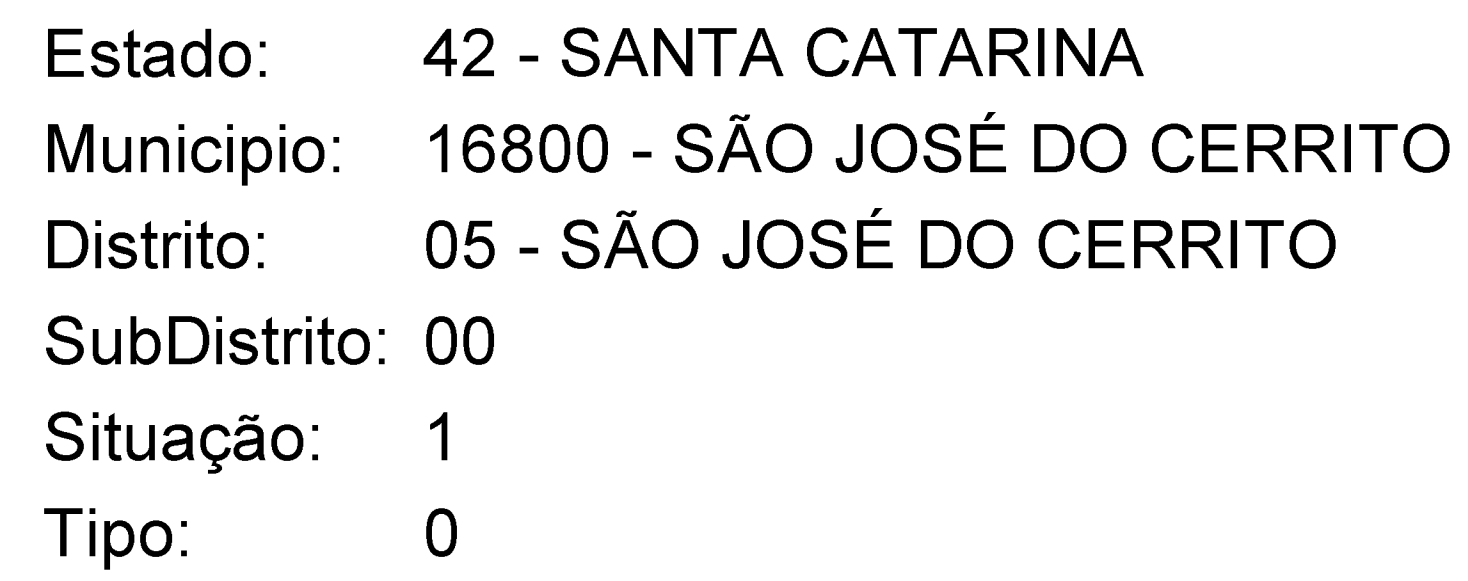 Estado: 42 - SANTA CATARINA
Municipio: 16800 - SÃO JOSÉ DO CERRITO
Distrito: 05 - SÃO JOSÉ DO CERRITO
SubDistrito: 00
Situação: 1
Tipo: 0